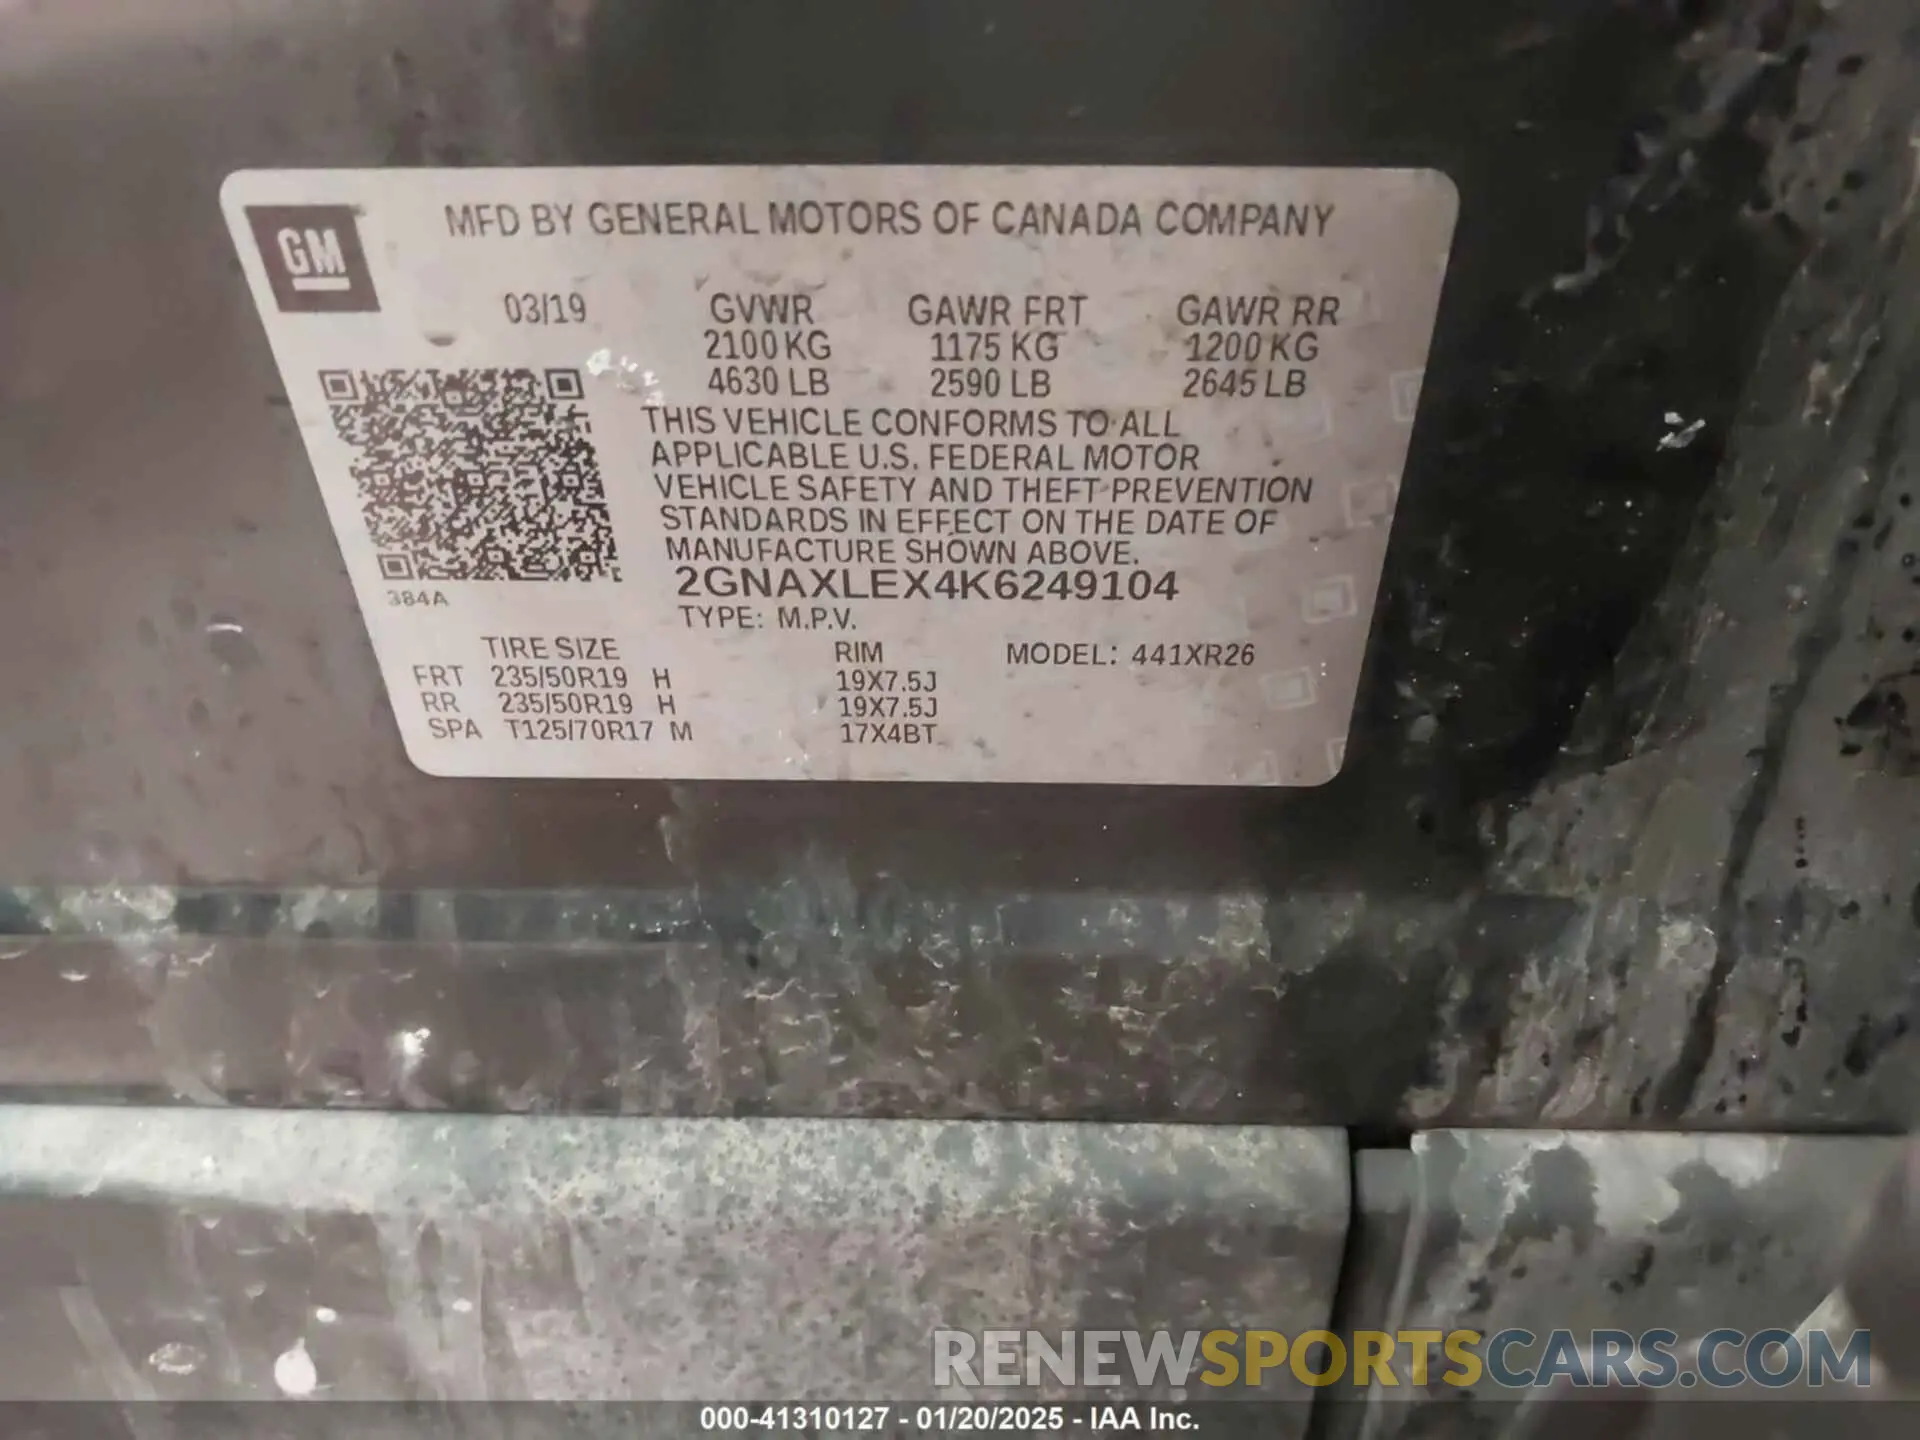 GM
MFD BY GENERAL MOTORS OF CANADA COMPANY
03/19 GVWR GAWR FRT GAWR RR
2100 KG 1175 KG 1200 KG
4630 LB 2590 LB 2645 LB
THIS VEHICLE CONFORMS TO ALL
APPLICABLE U.S. FEDERAL MOTOR
VEHICLE SAFETY AND THEFT PREVENTION
STANDARDS IN EFFECT ON THE DATE OF
MANUFACTURE SHOWN ABOVE.
2GNAXLEX4K6249104
384A
TYPE: M.P.V.
TIRE SIZE RIM MODEL: 441XR26
FRT 235/50R19 H 19X7.5J
RR 235/50R19 H 19X7.5J
SPA T125/70R17 M 17X4BT
RENEWSPORTSCARS.COM
000-41310127 - 01/20/2025 - IAA Inc.